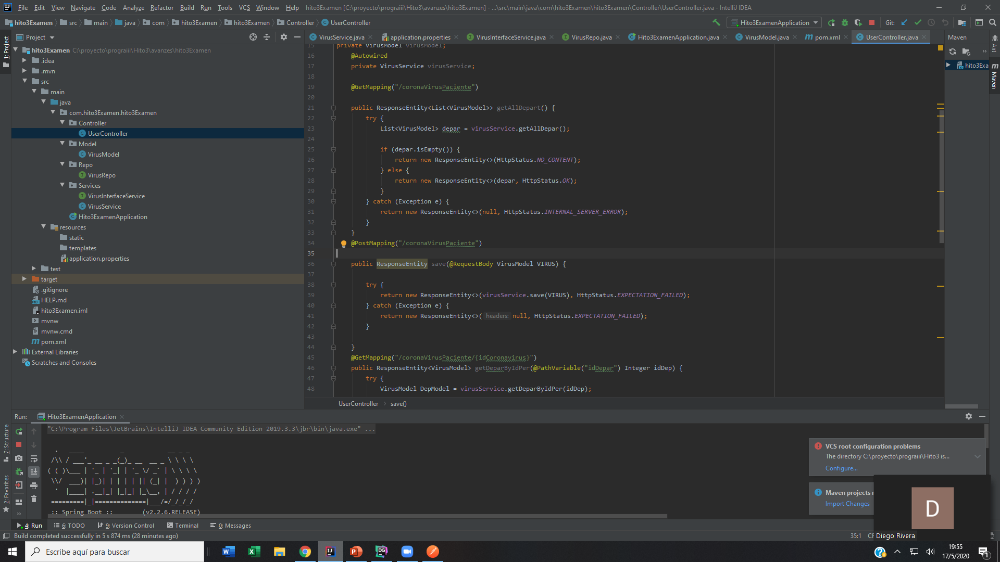 File Edit View Navigate Code Analyze Refactor Build Run Tools VCS Window Help hito3Examen [C:\proyecto\prograiii\Hito3\avanzes\hito3Examen] - ...\src\main\java\com\hito3Examen\hito3Examen\Controller\UserController.java - IntelliJ IDEA
hito3Examen src main java com hito3Examen hito3Examen Controller UserController Hito3ExamenApplication Git:
Project
VirusService.java application.properties VirusInterfaceService.java VirusRepo.java Hito3ExamenApplication.java VirusModel.java pom.xml UserController.java Maven
1: Project
hito3Examen C:\proyecto\prograiii\Hito3\avanzes\hito3Examen
.idea
.mvn
src
main
java
com.hito3Examen.hito3Examen
Controller
UserController
Model
VirusModel
Repo
VirusRepo
Services
VirusInterfaceService
VirusService
Hito3ExamenApplication
resources
static
templates
application.properties
test
target
.gitignore
HELP.md
hito3Examen.iml
mvnw
mvnw.cmd
pom.xml
External Libraries
Scratches and Consoles
15 private VirusModel virusModel;
16 @Autowired
17 private VirusService virusService;
18
19 @GetMapping("/coronaVirusPaciente")
20
21 public ResponseEntity<List<VirusModel>> getAllDepart() {
22 try {
23 List<VirusModel> depar = virusService.getAllDepar();
24
25 if (depar.isEmpty()) {
26 return new ResponseEntity<>(HttpStatus.NO_CONTENT);
27 } else {
28 return new ResponseEntity<>(depar, HttpStatus.OK);
29 }
30 } catch (Exception e) {
31 return new ResponseEntity<>(null, HttpStatus.INTERNAL_SERVER_ERROR);
32 }
33 }
34 @PostMapping("/coronaVirusPaciente")
35
36 public ResponseEntity save(@RequestBody VirusModel VIRUS) {
37
38 try {
39 return new ResponseEntity<>(virusService.save(VIRUS), HttpStatus.EXPECTATION_FAILED);
40 } catch (Exception e) {
41 return new ResponseEntity<>( headers: null, HttpStatus.EXPECTATION_FAILED);
42 }
43
44 }
45 @GetMapping("/coronaVirusPaciente/{idCoronavirus}")
46 public ResponseEntity<VirusModel> getDeparByIdPer(@PathVariable("idDepar") Integer idDep) {
47 try {
48 VirusModel DepModel = virusService.getDeparByIdPer(idDep);
UserController save()
hito3Exa
Ant
Maven
Run: Hito3ExamenApplication
7: Structure
2: Favorites
"C:\Program Files\JetBrains\IntelliJ IDEA Community Edition 2019.3.3\jbr\bin\java.exe" ...
  .   ____          _            __ _ _
 /\\ / ___'_ __ _ _(_)_ __  __ _ \ \ \ \
( ( )\___ | '_ | '_| | '_ \/ _` | \ \ \ \
 \\/  ___)| |_)| | | | | || (_| |  ) ) ) )
  '  |____| .__|_| |_|_| |_\__, | / / / /
 =========|_|==============|___/=/_/_/_/
 :: Spring Boot ::        (v2.2.6.RELEASE)
VCS root configuration problems
The directory C:\proyecto\prograiii\Hito3 is...
Configure...
Maven projects
Import Changes
D
Diego Rivera
4: Run 6: TODO 9: Version Control Terminal 0: Messages
Build completed successfully in 5 s 874 ms (28 minutes ago) 35:1
Escribe aquí para buscar
19:55
17/5/2020
1